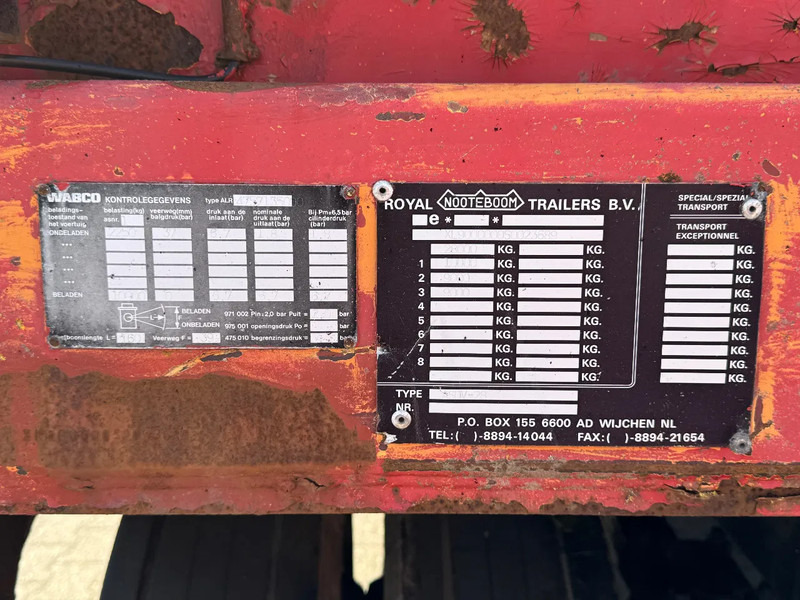 WABCO KONTROLEGEGEVENS type ALR
beladings- belasting(kg) veerweg(mm) druk aan de nominale Bij Pm=6,5 bar
toestand van asnr. balgdruk(bar) inlaat(bar) druk aan de cilinderdruk
het voertuig. uitlaat(bar) (bar)
ONGELADEN
...
...
...
BELADEN
BELADEN 971 002 Pin ≥ 2,0 bar Puit = bar
L F
ONBELADEN 975 001 openingsdruk Po = bar
boomslengte L= Veerweg F= 475 010 begrenzingsdruk = bar
ROYAL NOOTEBOOM TRAILERS B.V.
e * *
KG. KG.
1 KG. KG.
2 KG. KG.
3 KG. KG.
4 KG. KG.
5 KG. KG.
6 KG. KG.
7 KG. KG.
8 KG. KG.
TYPE
NR.
SPECIAL/SPEZIAL
TRANSPORT
TRANSPORT
EXCEPTIONNEL
KG.
KG.
KG.
KG.
KG.
KG.
KG.
KG.
KG.
KG.
P.O. BOX 155 6600 AD WIJCHEN NL
TEL:( )-8894-14044 FAX:( )-8894-21654